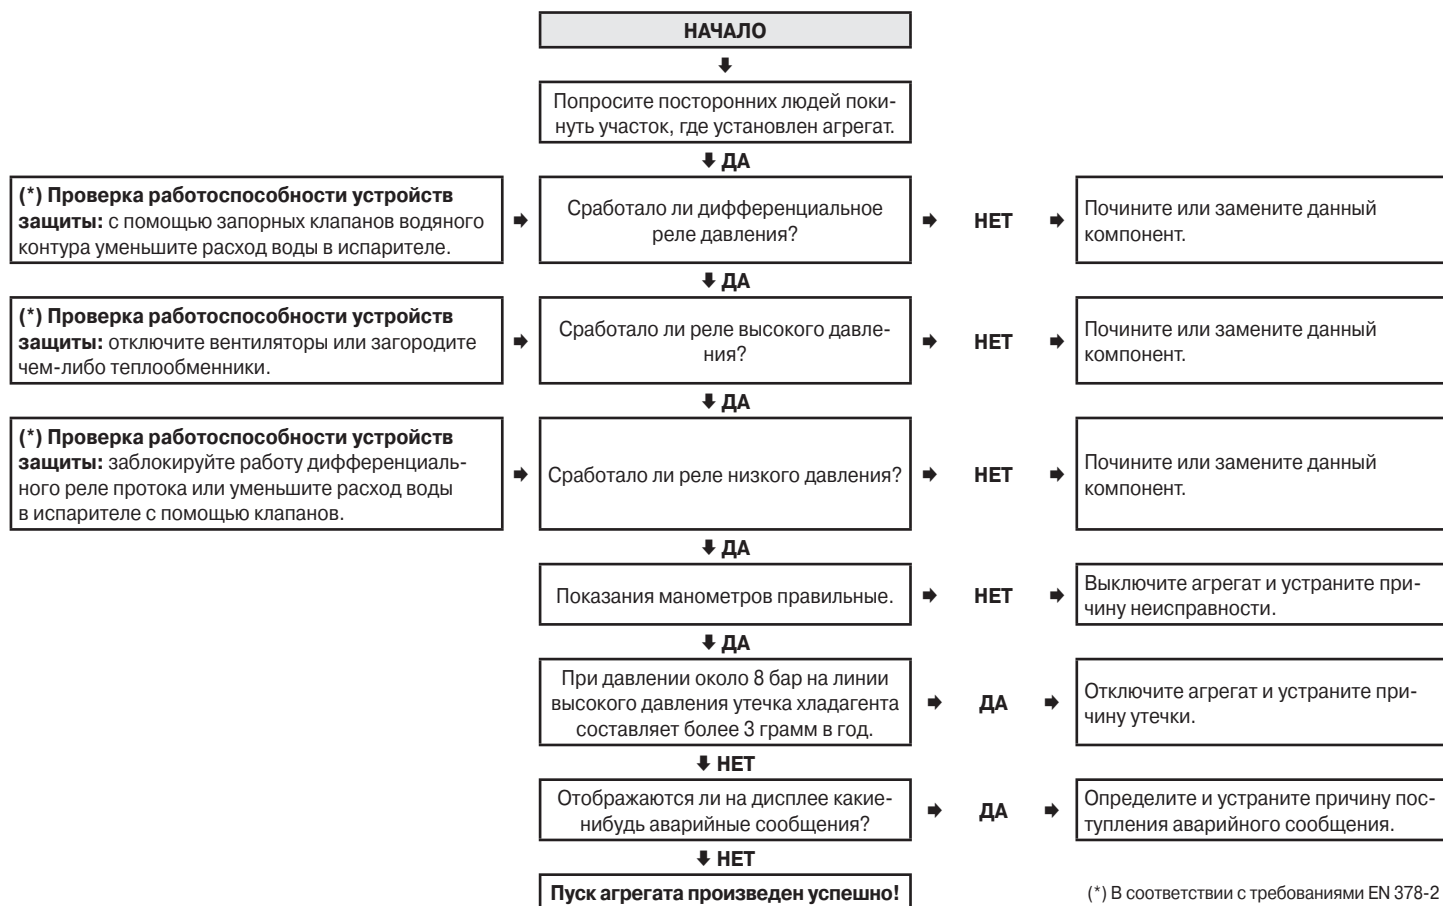 НАЧАЛО
Попросите посторонних людей поки-
нуть участок, где установлен агрегат.
ДА
(*) Проверка работоспособности устройств
защиты: с помощью запорных клапанов водяного
контура уменьшите расход воды в испарителе.
Сработало ли дифференциальное
реле давления?
НЕТ
Почините или замените данный
компонент.
ДА
(*) Проверка работоспособности устройств
защиты: отключите вентиляторы или загородите
чем-либо теплообменники.
Сработало ли реле высокого давле-
ния?
НЕТ
Почините или замените данный
компонент.
ДА
(*) Проверка работоспособности устройств
защиты: заблокируйте работу дифференциаль-
ного реле протока или уменьшите расход воды
в испарителе с помощью клапанов.
Сработало ли реле низкого давления?
НЕТ
Почините или замените данный
компонент.
ДА
Показания манометров правильные.
НЕТ
Выключите агрегат и устраните при-
чину неисправности.
ДА
При давлении около 8 бар на линии
высокого давления утечка хладагента
составляет более 3 грамм в год.
ДА
Отключите агрегат и устраните при-
чину утечки.
НЕТ
Отображаются ли на дисплее какие-
нибудь аварийные сообщения?
ДА
Определите и устраните причину пос-
тупления аварийного сообщения.
НЕТ
Пуск агрегата произведен успешно!
(*) В соответствии с требованиями EN 378-2